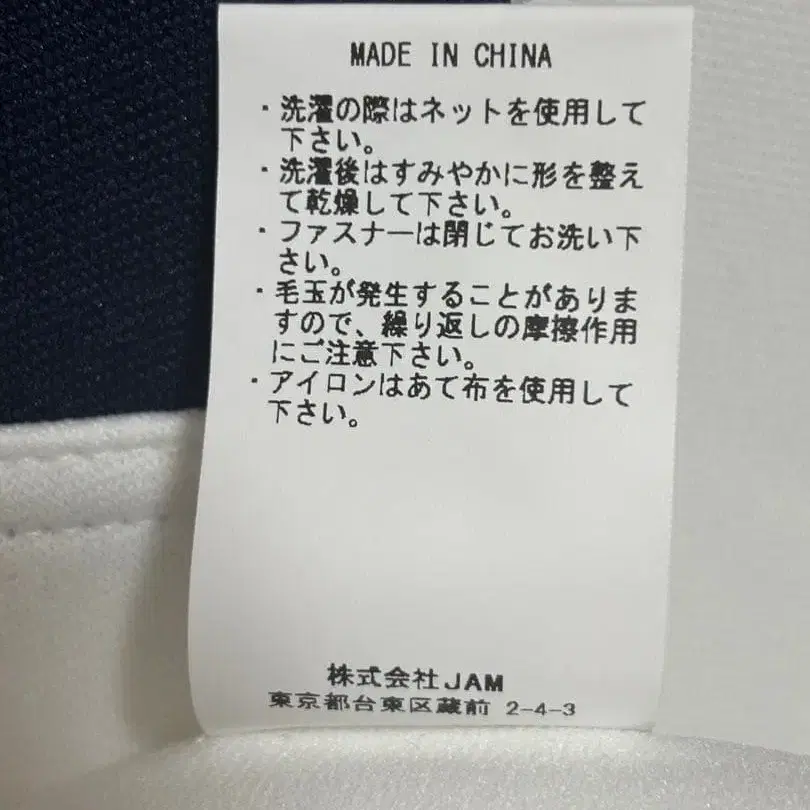 MADE IN CHINA
・洗濯の際はネットを使用して
下さい。
・洗濯後はすみやかに形を整え
て乾燥して下さい。
・ファスナーは閉じてお洗い下
さい。
・毛玉が発生することがありま
すので、繰り返しの摩擦作用
にご注意下さい。
・アイロンはあて布を使用して
下さい。
株式会社JAM
東京都台東区蔵前 2-4-3